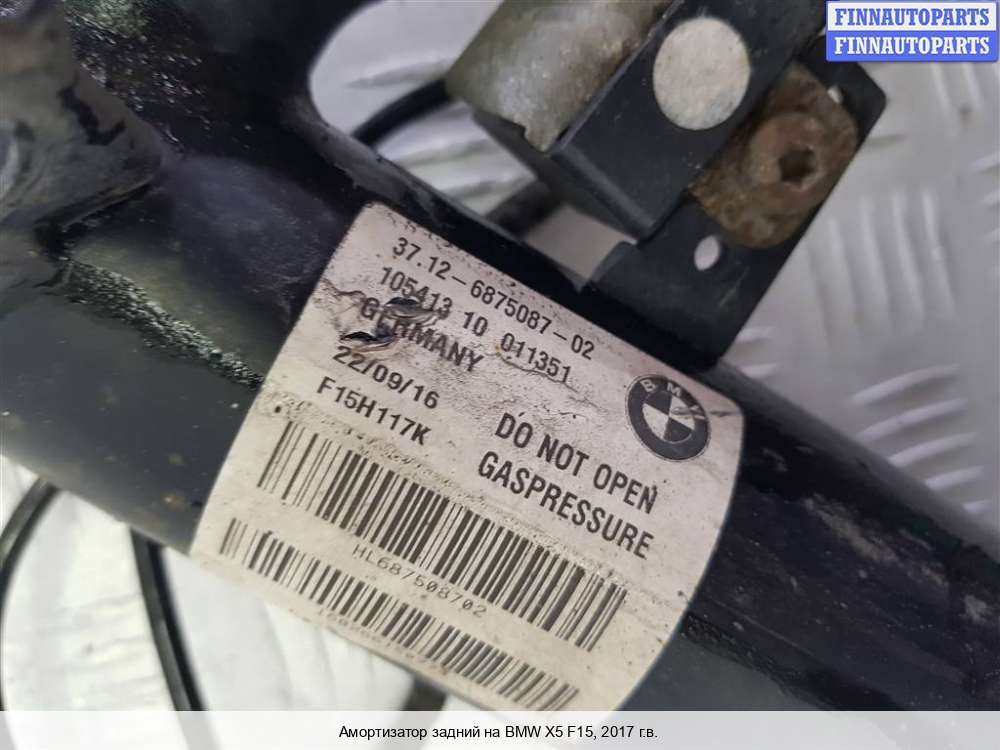 FINNAUTOPARTS
FINNAUTOPARTS
37.12-6875087-02
105413 10 011351
GERMANY
22/09/16
F15H117K
BMW
DO NOT OPEN
GASPRESSURE
HL687508702
Амортизатор задний на BMW X5 F15, 2017 г.в.